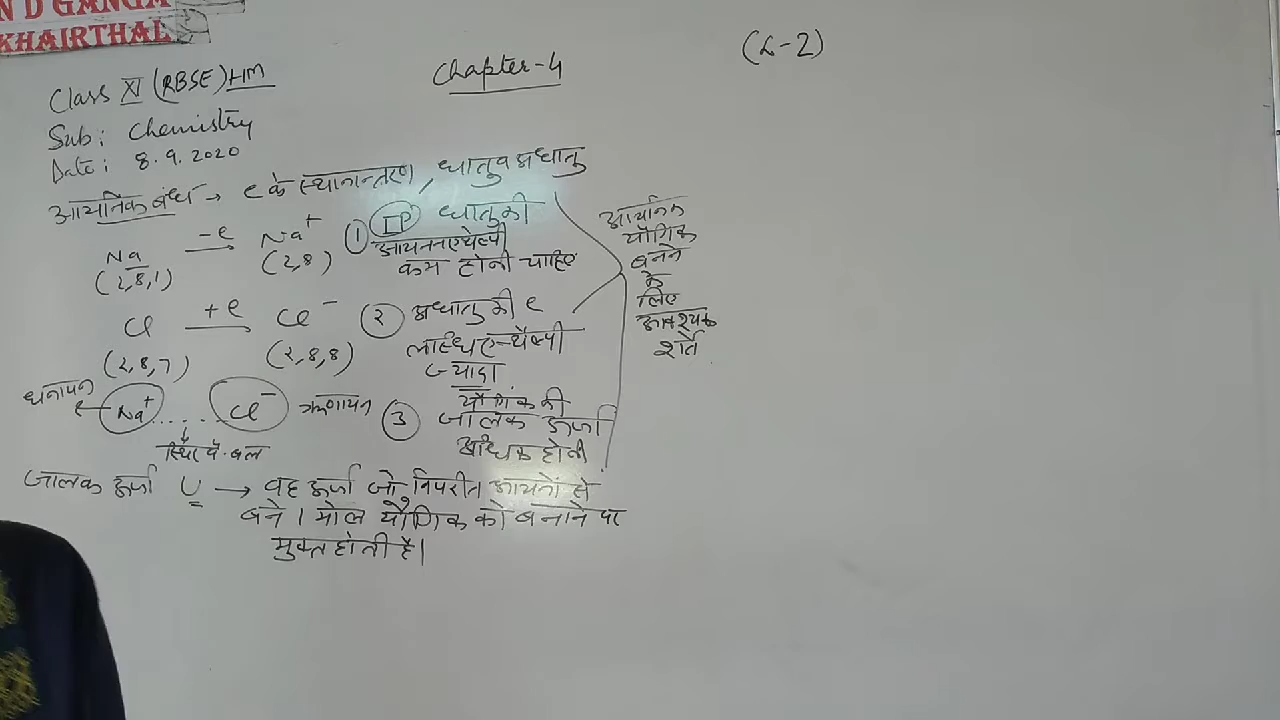 N D GANGA
KHAIRTHAL
(L-2)
Chapter-4
Class XI (RBSE) HM
Sub: Chemistry
Date: 8.9.2020
आयनिक बंध → e के स्थानान्तरण, धातु व अधातु
Na -e → Na+
(2,8,1) (2,8)
① IP धातु की
आयनन एन्थैल्पी
कम होनी चाहिए
Cl +e → Cl-
(2,8,7) (2,8,8)
② अधातु की e
लब्धि एन्थैल्पी
ज्यादा
धनायन ← Na+ ..... Cl- ऋणायन
↓
स्थिर वै. बल
③ यौगिक की
जालक ऊर्जा
अधिक होनी
आयनिक
यौगिक
बनने
के
लिए
आवश्यक
शर्तें
जालक ऊर्जा U → वह ऊर्जा जो विपरीत आयनों से
बने 1 मोल यौगिक को बनाने पर
मुक्त होती है।